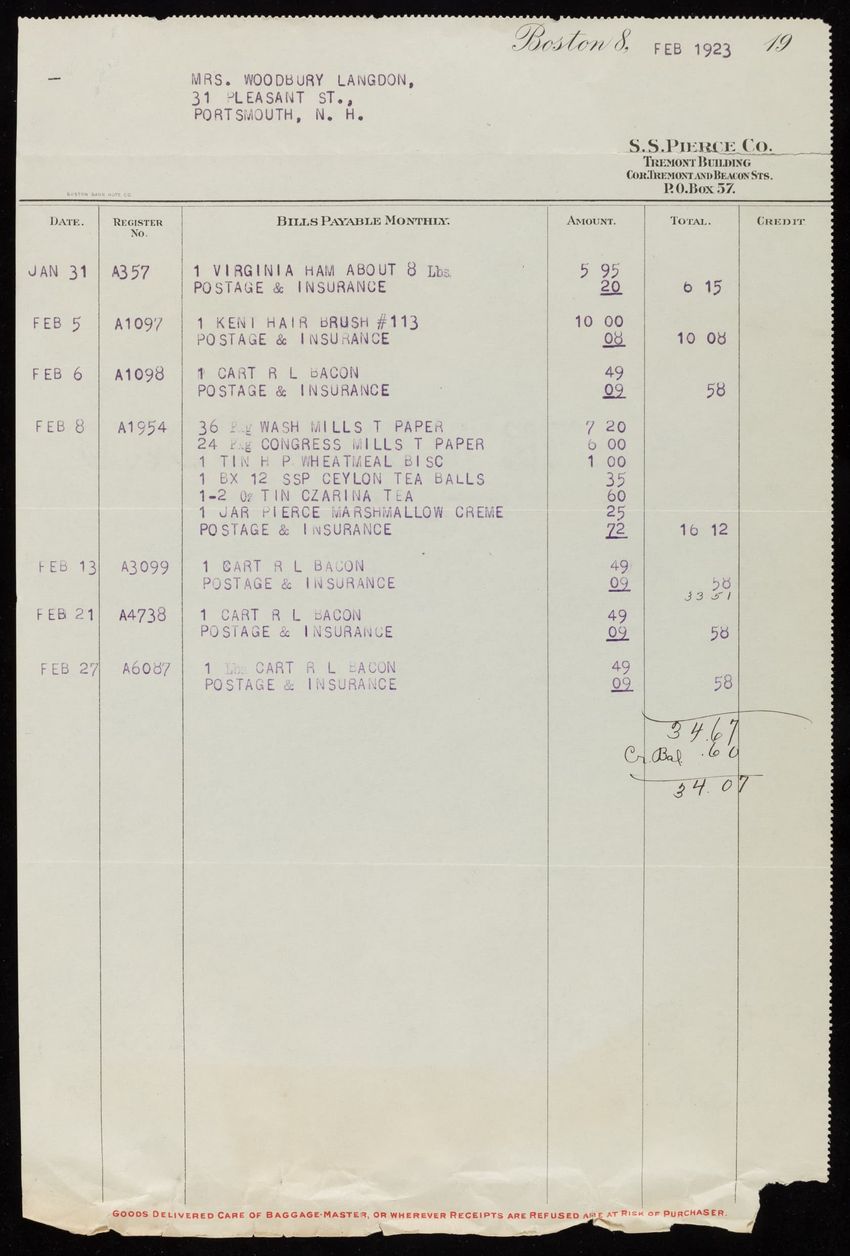 Boston 8, FEB 1923 19
MRS. WOODBURY LANGDON,
31 PLEASANT ST.,
PORTSMOUTH, N. H.
S.S. PIERCE CO.
TREMONT BUILDING
COR. TREMONT AND BEACON STS.
P.O. BOX 57.
BOSTON BANK NOTE CO.
DATE. REGISTER No. BILLS PAYABLE MONTHLY. AMOUNT. TOTAL. CREDIT
JAN 31 A357 1 VIRGINIA HAM ABOUT 8 Lbs. 5 95
POSTAGE & INSURANCE 20 6 15
FEB 5 A1097 1 KENT HAIR BRUSH #113 10 00
POSTAGE & INSURANCE 08 10 08
FEB 6 A1098 1 CART R L BACON 49
POSTAGE & INSURANCE 09 58
FEB 8 A1954 36 Pkg WASH MILLS T PAPER 7 20
24 Pkg CONGRESS MILLS T PAPER 6 00
1 TIN H P WHEATMEAL BISC 1 00
1 BX 12 SSP CEYLON TEA BALLS 35
1-2 Oz TIN CZARINA TEA 60
1 JAR PIERCE MARSHMALLOW CREME 25
POSTAGE & INSURANCE 72 16 12
FEB 13 A3099 1 CART R L BACON 49
POSTAGE & INSURANCE 09 58
33 51
FEB 21 A4738 1 CART R L BACON 49
POSTAGE & INSURANCE 09 58
FEB 27 A6087 1 Lbs CART R L BACON 49
POSTAGE & INSURANCE 09 58
34.67
Cr. Bal .60
34.07
GOODS DELIVERED CARE OF BAGGAGE-MASTER, OR WHEREVER RECEIPTS ARE REFUSED ARE AT RISK OF PURCHASER.